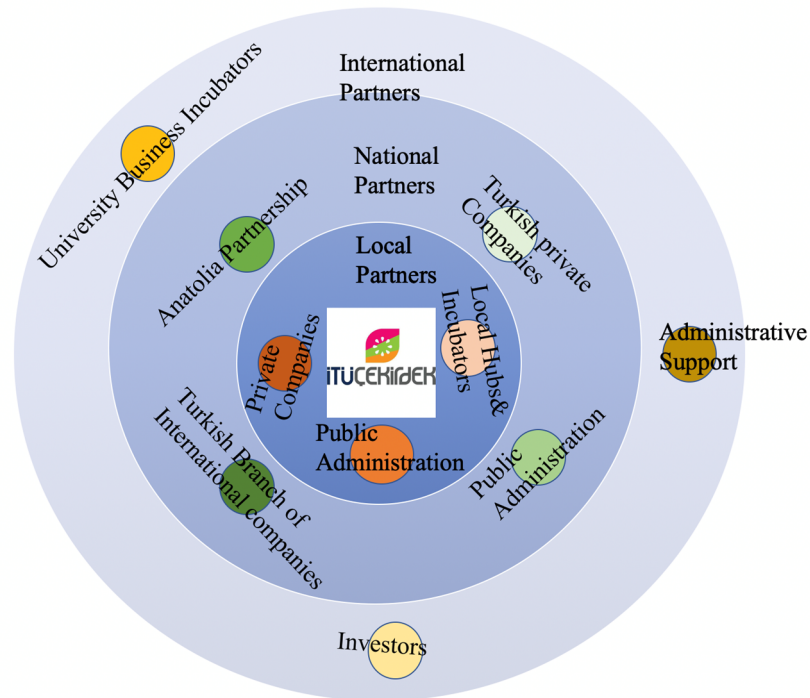 International
Partners
University Business Incubators
National
Partners
Anatolia Partnership
Turkish private
Companies
Local
Partners
Private
Companies
İTÜÇEKİRDEK
Local Hubs&
Incubators
Administrative
Support
Public
Administration
Turkish Branch of
International companies
Public
Administration
Investors